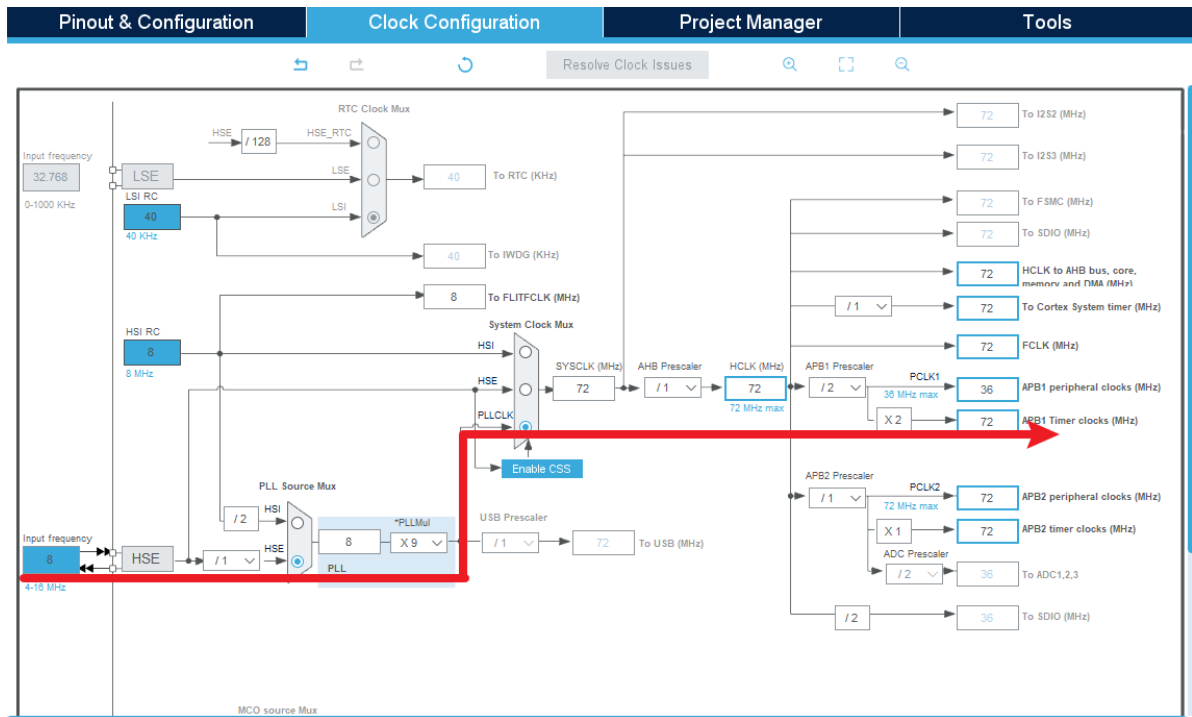 Pinout & Configuration
Clock Configuration
Project Manager
Tools
Resolve Clock Issues
RTC Clock Mux
HSE
/ 128
HSE_RTC
Input frequency
32.768
0-1000 KHz
LSE
LSE
LSI RC
40
40 KHz
LSI
40
To RTC (KHz)
40
To IWDG (KHz)
8
To FLITFCLK (MHz)
HSI RC
8
8 MHz
System Clock Mux
HSI
HSE
PLLCLK
Enable CSS
SYSCLK (MHz)
72
AHB Prescaler
/ 1
HCLK (MHz)
72
72 MHz max
72
To I2S2 (MHz)
72
To I2S3 (MHz)
72
To FSMC (MHz)
72
To SDIO (MHz)
72
HCLK to AHB bus, core,
memory and DMA (MHz)
/ 1
72
To Cortex System timer (MHz)
72
FCLK (MHz)
APB1 Prescaler
/ 2
PCLK1
36 MHz max
36
APB1 peripheral clocks (MHz)
X 2
72
APB1 Timer clocks (MHz)
APB2 Prescaler
/ 1
PCLK2
72 MHz max
72
APB2 peripheral clocks (MHz)
X 1
72
APB2 timer clocks (MHz)
ADC Prescaler
/ 2
36
To ADC1,2,3
/ 2
36
To SDIO (MHz)
PLL Source Mux
/ 2
HSI
Input frequency
8
4-16 MHz
HSE
/ 1
HSE
8
*PLLMul
X 9
PLL
USB Prescaler
/ 1
72
To USB (MHz)
MCO source Mux